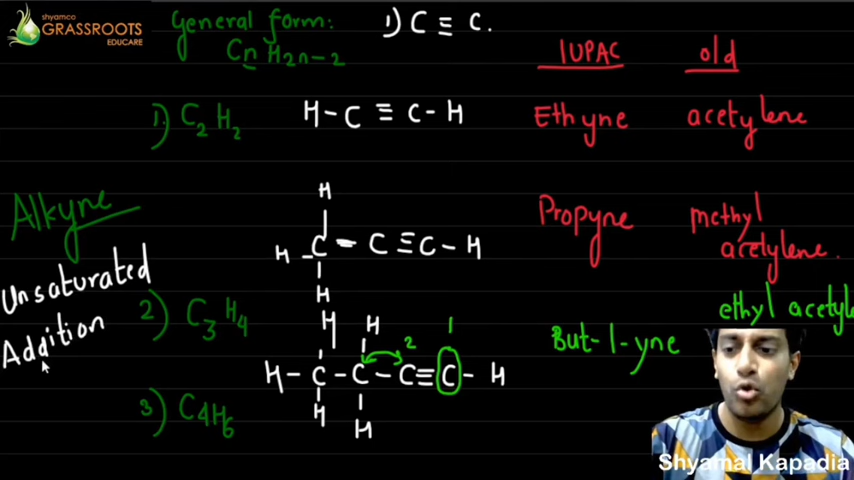 shyamco
GRASSROOTS
EDUCARE
General form:
CnH2n-2
1) C ≡ C.
IUPAC old
1) C2H2
H-C ≡ C-H
Ethyne acetylene
Alkyne
Unsaturated
Addition
H
H - C - C ≡ C - H
H
Propyne methyl
acetylene.
2) C3H4
H H 2 1
H - C - C - C ≡ C - H
H H
But-1-yne
ethyl acetyle
3) C4H6
Shyamal Kapadia